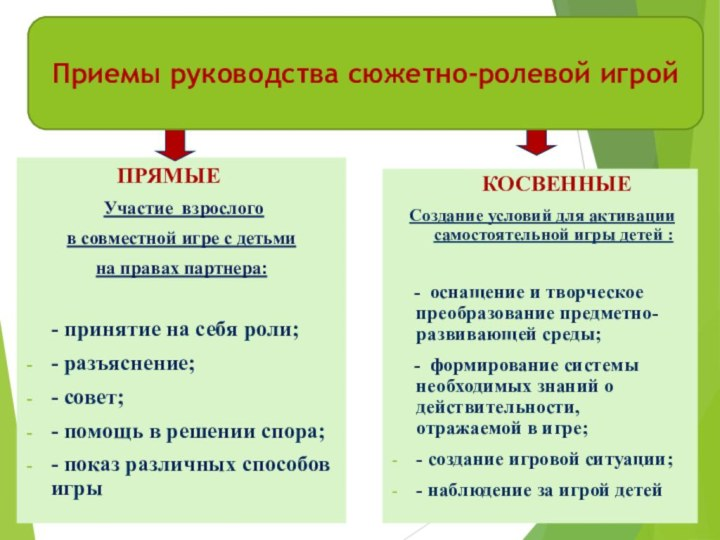 Приемы руководства сюжетно-ролевой игрой
ПРЯМЫЕ
Участие взрослого
в совместной игре с детьми
на правах партнера:
- принятие на себя роли;
- - разъяснение;
- - совет;
- - помощь в решении спора;
- - показ различных способов
игры
КОСВЕННЫЕ
Создание условий для активации
самостоятельной игры детей :
- оснащение и творческое
преобразование предметно-
развивающей среды;
- формирование системы
необходимых знаний о
действительности,
отражаемой в игре;
- - создание игровой ситуации;
- - наблюдение за игрой детей